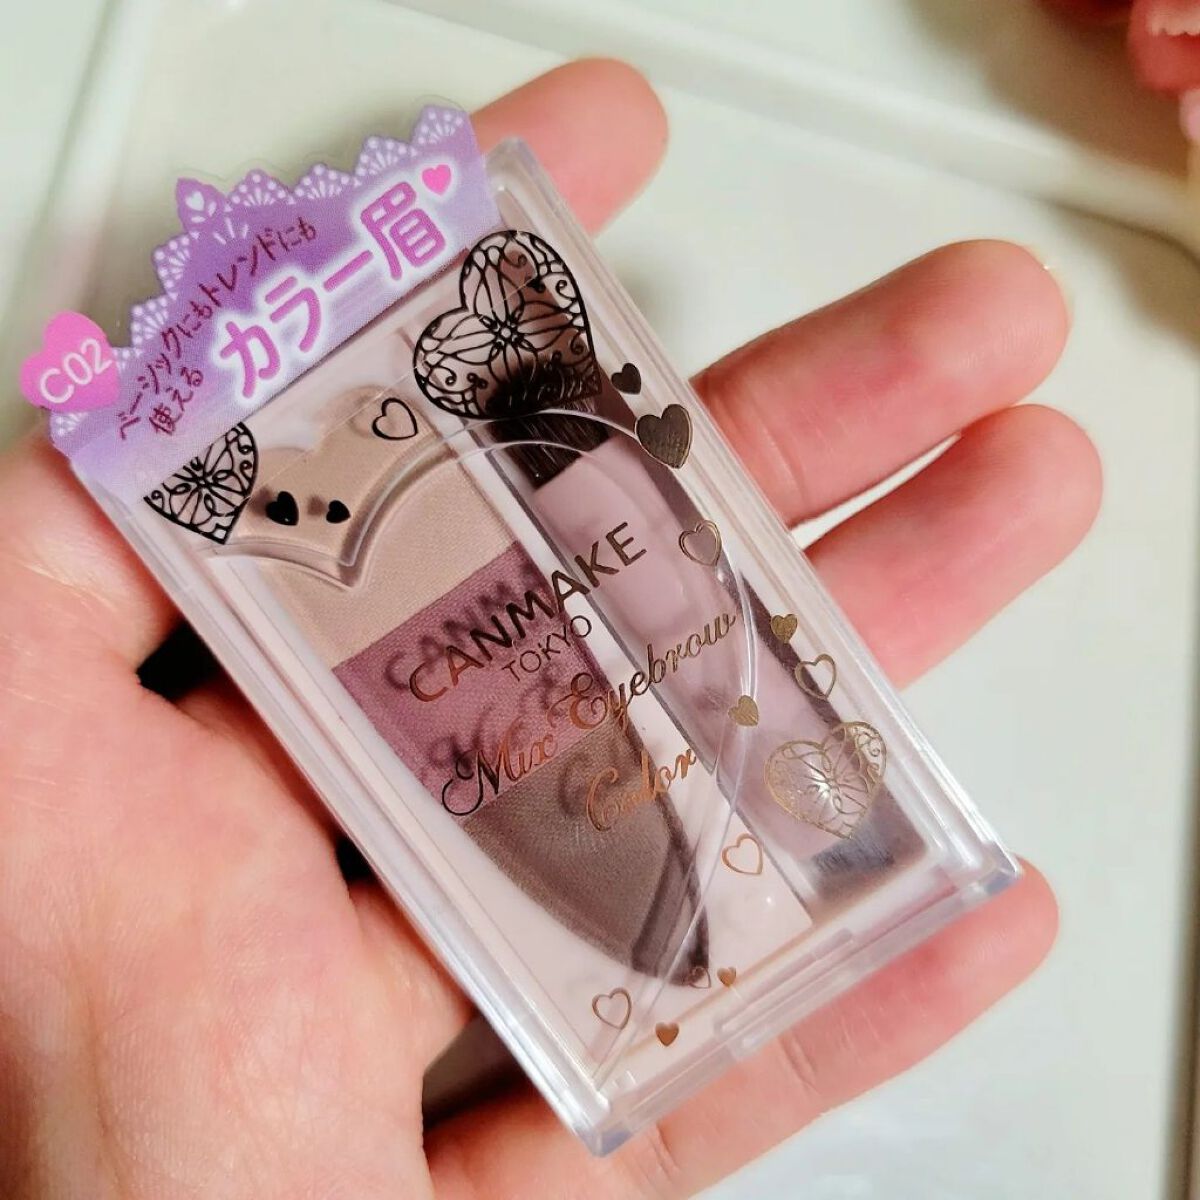 ベーシックにもトレンドにも
使える
カラー眉
C02
CANMAKE
TOKYO
Mix Eyebrow
Color